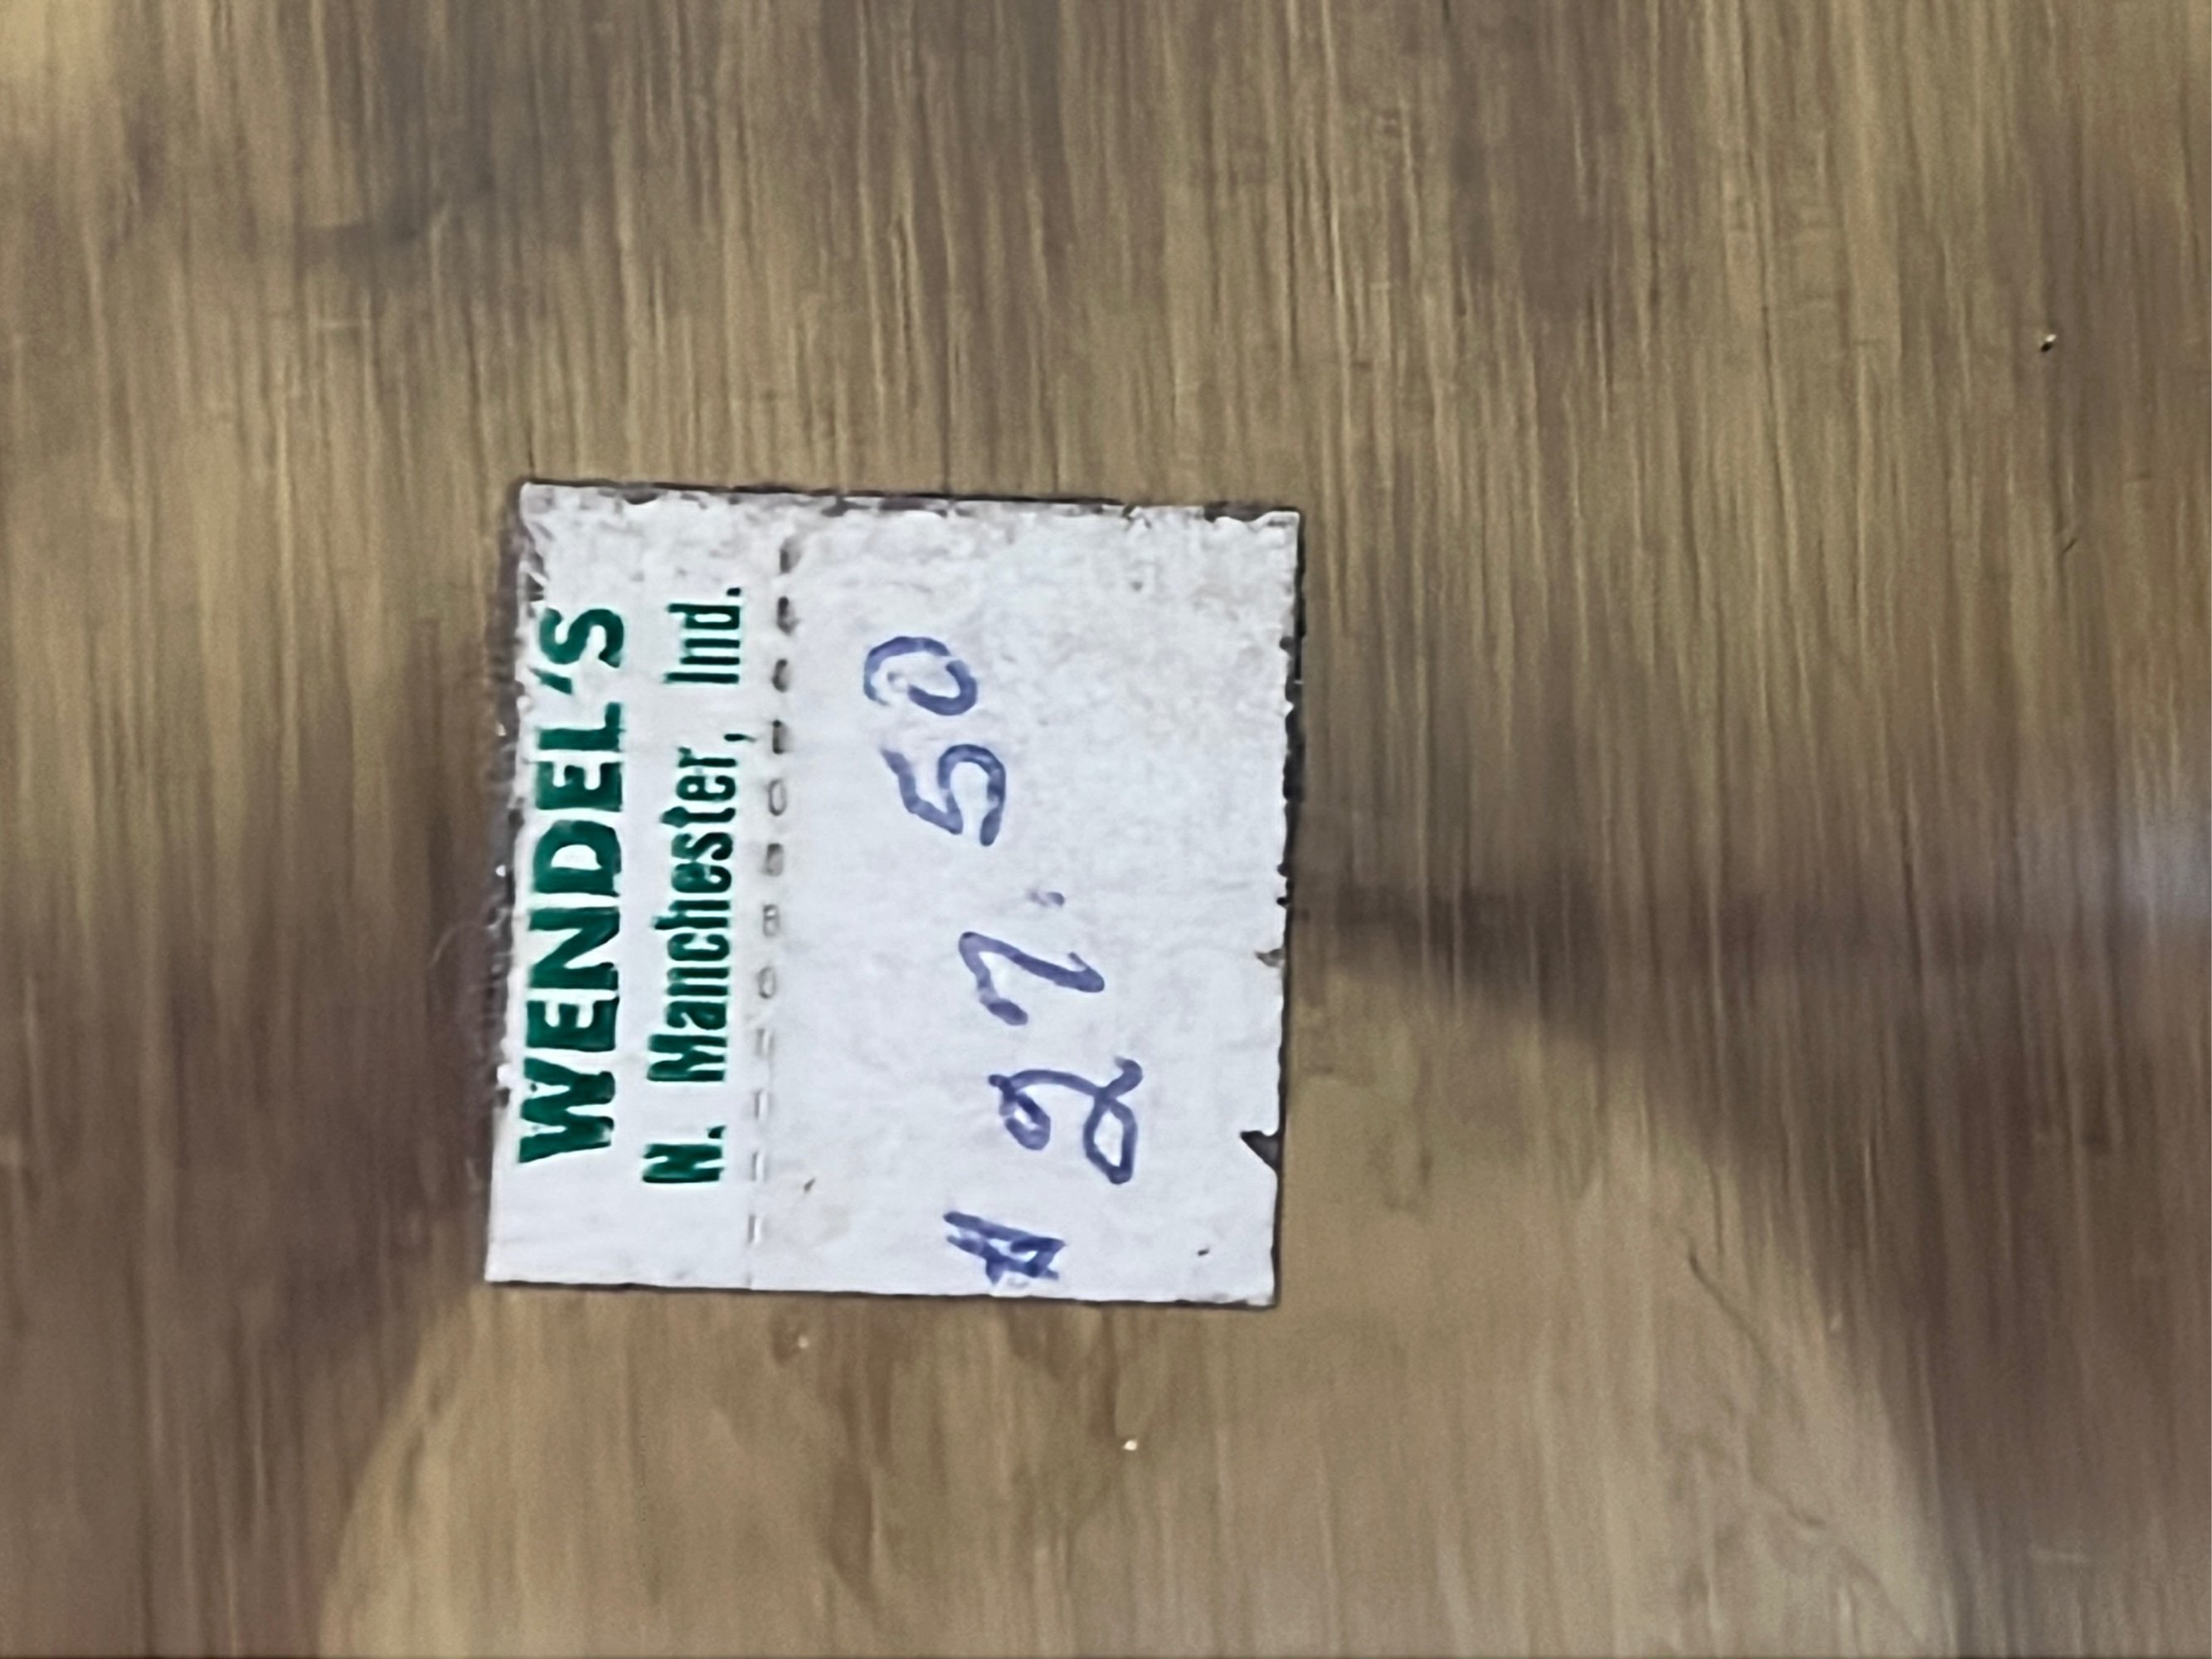 WENDEL'S
N. Manchester, Ind.
$ 27.50